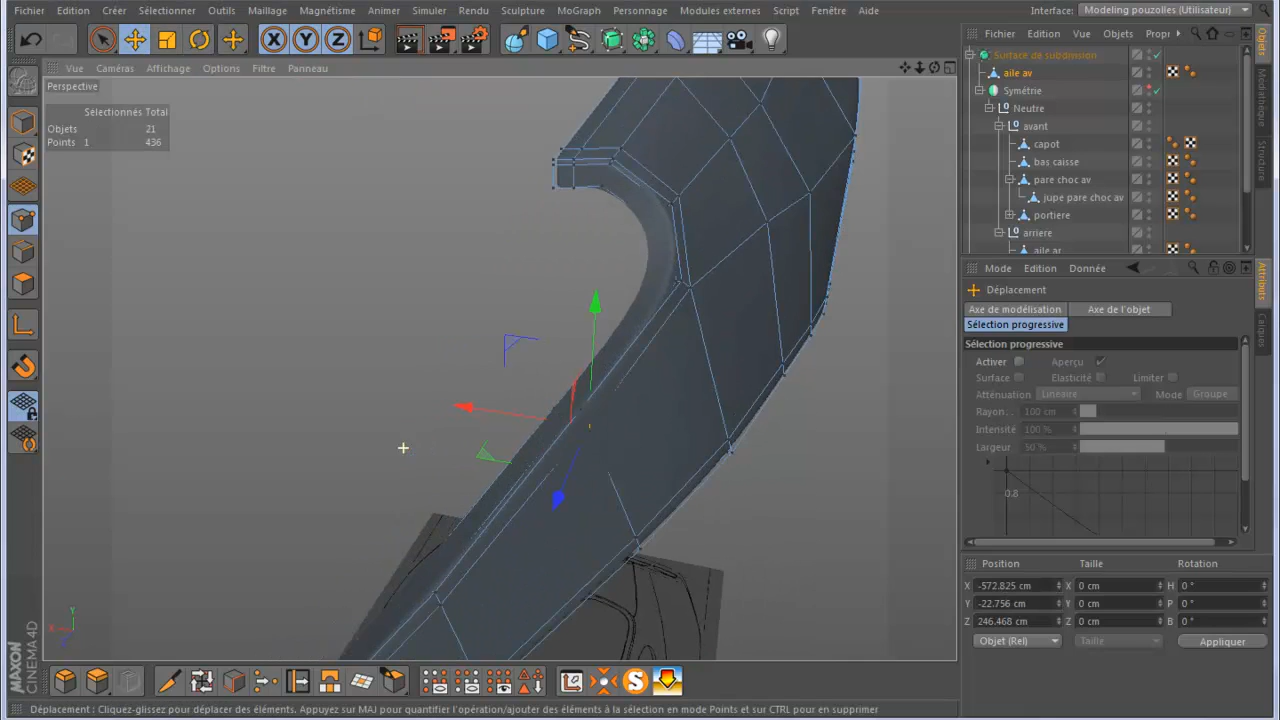 Fichier Edition Créer Sélectionner Outils Maillage Magnétisme Animer Simuler Rendu Sculpture MoGraph Personnage Modules externes Script Fenêtre Aide Interface: Modeling pouzolles (Utilisateur)
X Y Z
Vue Caméras Affichage Options Filtre Panneau
Perspective
Sélectionnés Total
Objets 21
Points 1 436
Fichier Edition Vue Objets Propr
Surface de subdivision
aile av
Symétrie
Neutre
avant
capot
bas caisse
pare choc av
jupe pare choc av
portiere
arriere
aile ar
Objets
Médiathèque
Structure
Mode Edition Donnée
Déplacement
Axe de modélisation Axe de l'objet
Sélection progressive
Sélection progressive
Activer Aperçu
Surface Elasticité Limiter
Atténuation Linéaire Mode Groupe
Rayon 100 cm
Intensité 100 %
Largeur 50 %
0.8
Attributs
Calques
Position Taille Rotation
X -572.825 cm X 0 cm H 0 °
Y -22.756 cm Y 0 cm P 0 °
Z 246.468 cm Z 0 cm B 0 °
Objet (Rel) Taille Appliquer
Y
X
MAXON
CINEMA 4D
S
Déplacement : Cliquez-glissez pour déplacer des éléments. Appuyez sur MAJ pour quantifier l'opération/ajouter des éléments à la sélection en mode Points et sur CTRL pour en supprimer